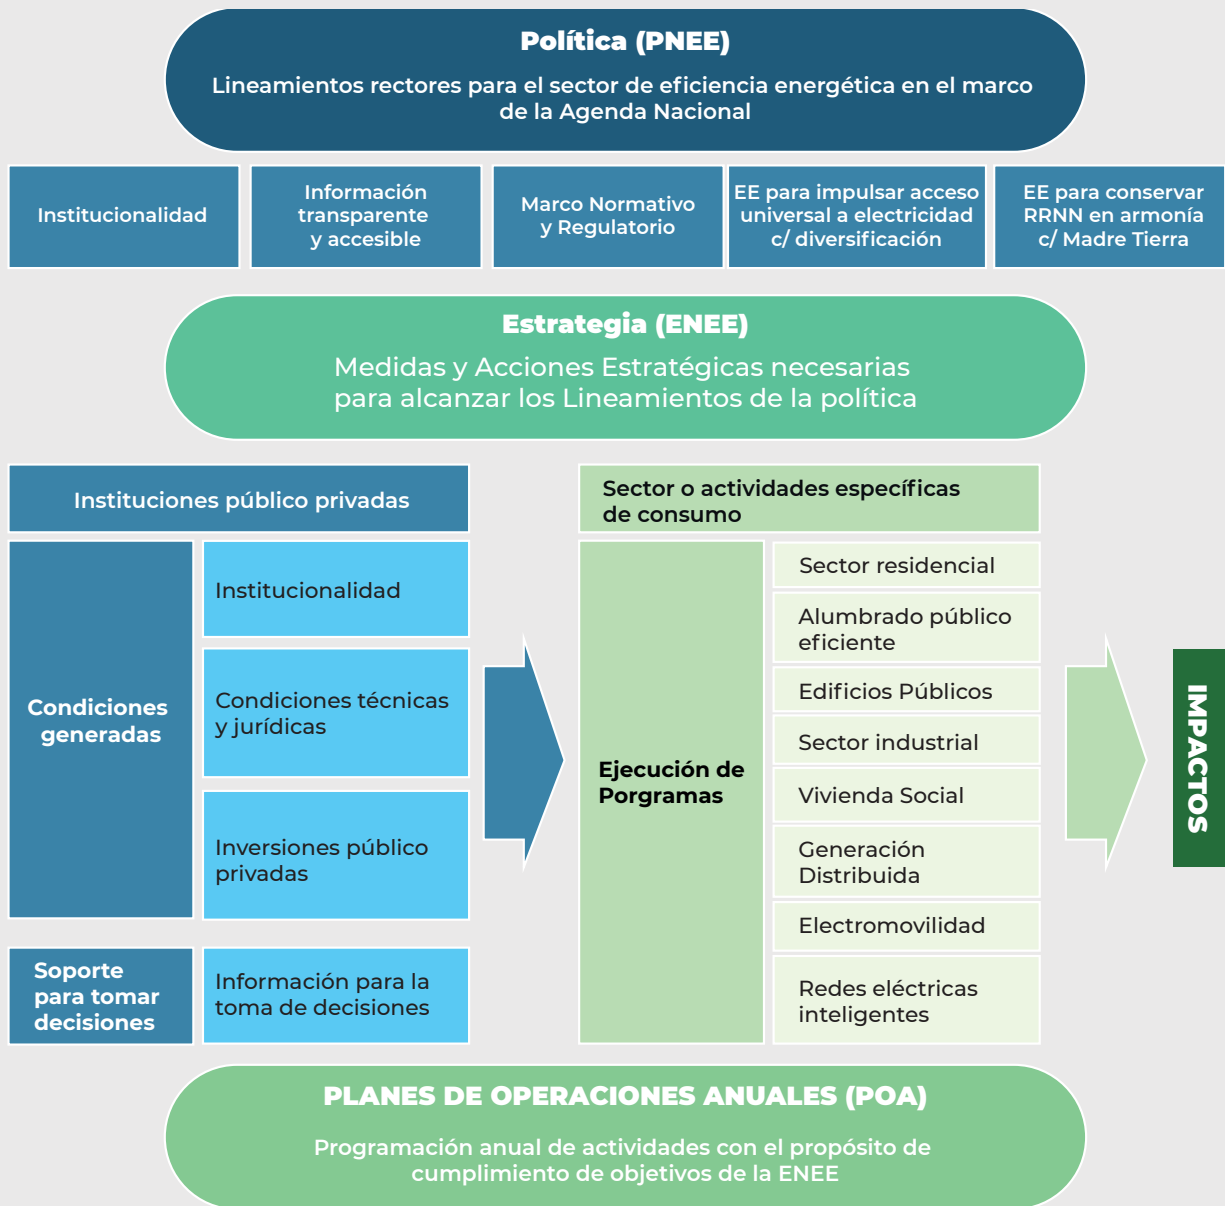 Política (PNEE)
Lineamientos rectores para el sector de eficiencia energética en el marco
de la Agenda Nacional
Institucionalidad
Información
transparente
y accesible
Marco Normativo
y Regulatorio
EE para impulsar acceso
universal a electricidad
c/ diversificación
EE para conservar
RRNN en armonía
c/ Madre Tierra
Estrategia (ENEE)
Medidas y Acciones Estratégicas necesarias
para alcanzar los Lineamientos de la política
Instituciones público privadas
Condiciones
generadas
Institucionalidad
Condiciones técnicas
y jurídicas
Inversiones público
privadas
Soporte
para tomar
decisiones
Información para la
toma de decisiones
Sector o actividades específicas
de consumo
Ejecución de
Porgramas
Sector residencial
Alumbrado público
eficiente
Edificios Públicos
Sector industrial
Vivienda Social
Generación
Distribuida
Electromovilidad
Redes eléctricas
inteligentes
IMPACTOS
PLANES DE OPERACIONES ANUALES (POA)
Programación anual de actividades con el propósito de
cumplimiento de objetivos de la ENEE